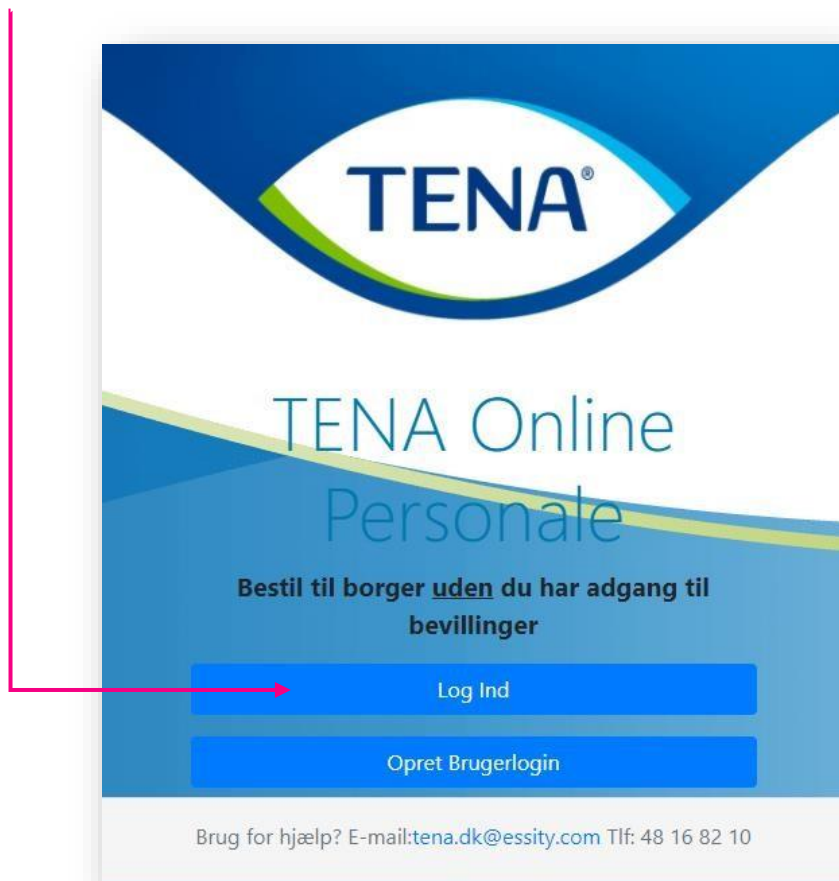 TENA®
TENA Online
Personale
Bestil til borger uden du har adgang til
bevillinger
Log Ind
Opret Brugerlogin
Brug for hjælp? E-mail:tena.dk@essity.com Tlf: 48 16 82 10